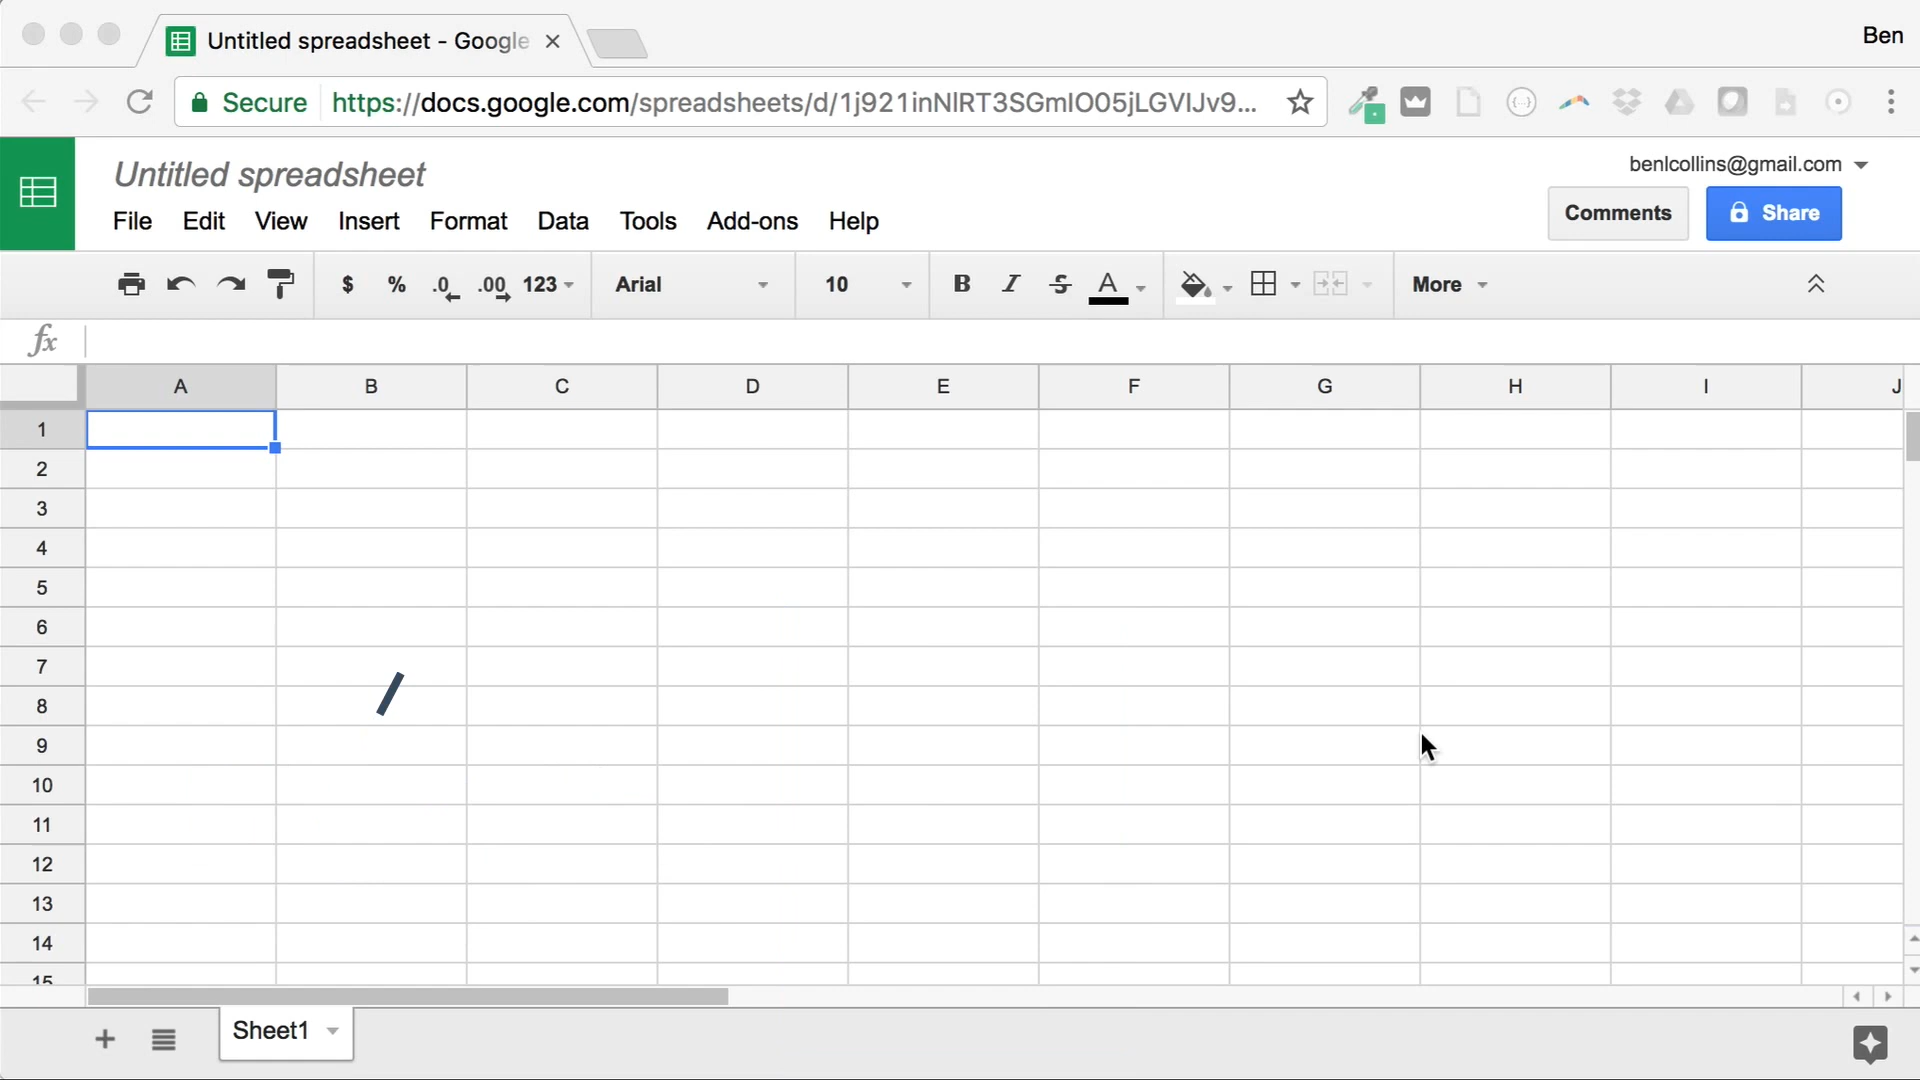 Untitled spreadsheet - Google
Ben
Secure https://docs.google.com/spreadsheets/d/1j921inNlRT3SGmIO05jLGVIJv9...
Untitled spreadsheet
benlcollins@gmail.com
File Edit View Insert Format Data Tools Add-ons Help
Comments Share
$ % .0 .00 123 Arial 10 B I S A More
fx
A B C D E F G H I J
1
2
3
4
5
6
7
8
9
10
11
12
13
14
15
Sheet1